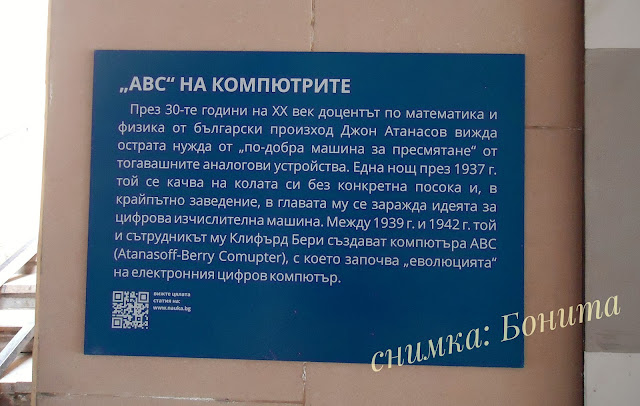 „ABC“ НА КОМПЮТРИТЕ
През 30-те години на XX век доцентът по математика и
физика от български произход Джон Атанасов вижда
острата нужда от „по-добра машина за пресмятане“ от
тогавашните аналогови устройства. Една нощ през 1937 г.
той се качва на колата си без конкретна посока и, в
крайпътно заведение, в главата му се заражда идеята за
цифрова изчислителна машина. Между 1939 г. и 1942 г. той
и сътрудникът му Клифърд Бери създават компютъра ABC
(Atanasoff-Berry Comupter), с което започва „еволюцията“
на електронния цифров компютър.
вижте цялата
статия на:
www.nauka.bg
снимка: Бонита